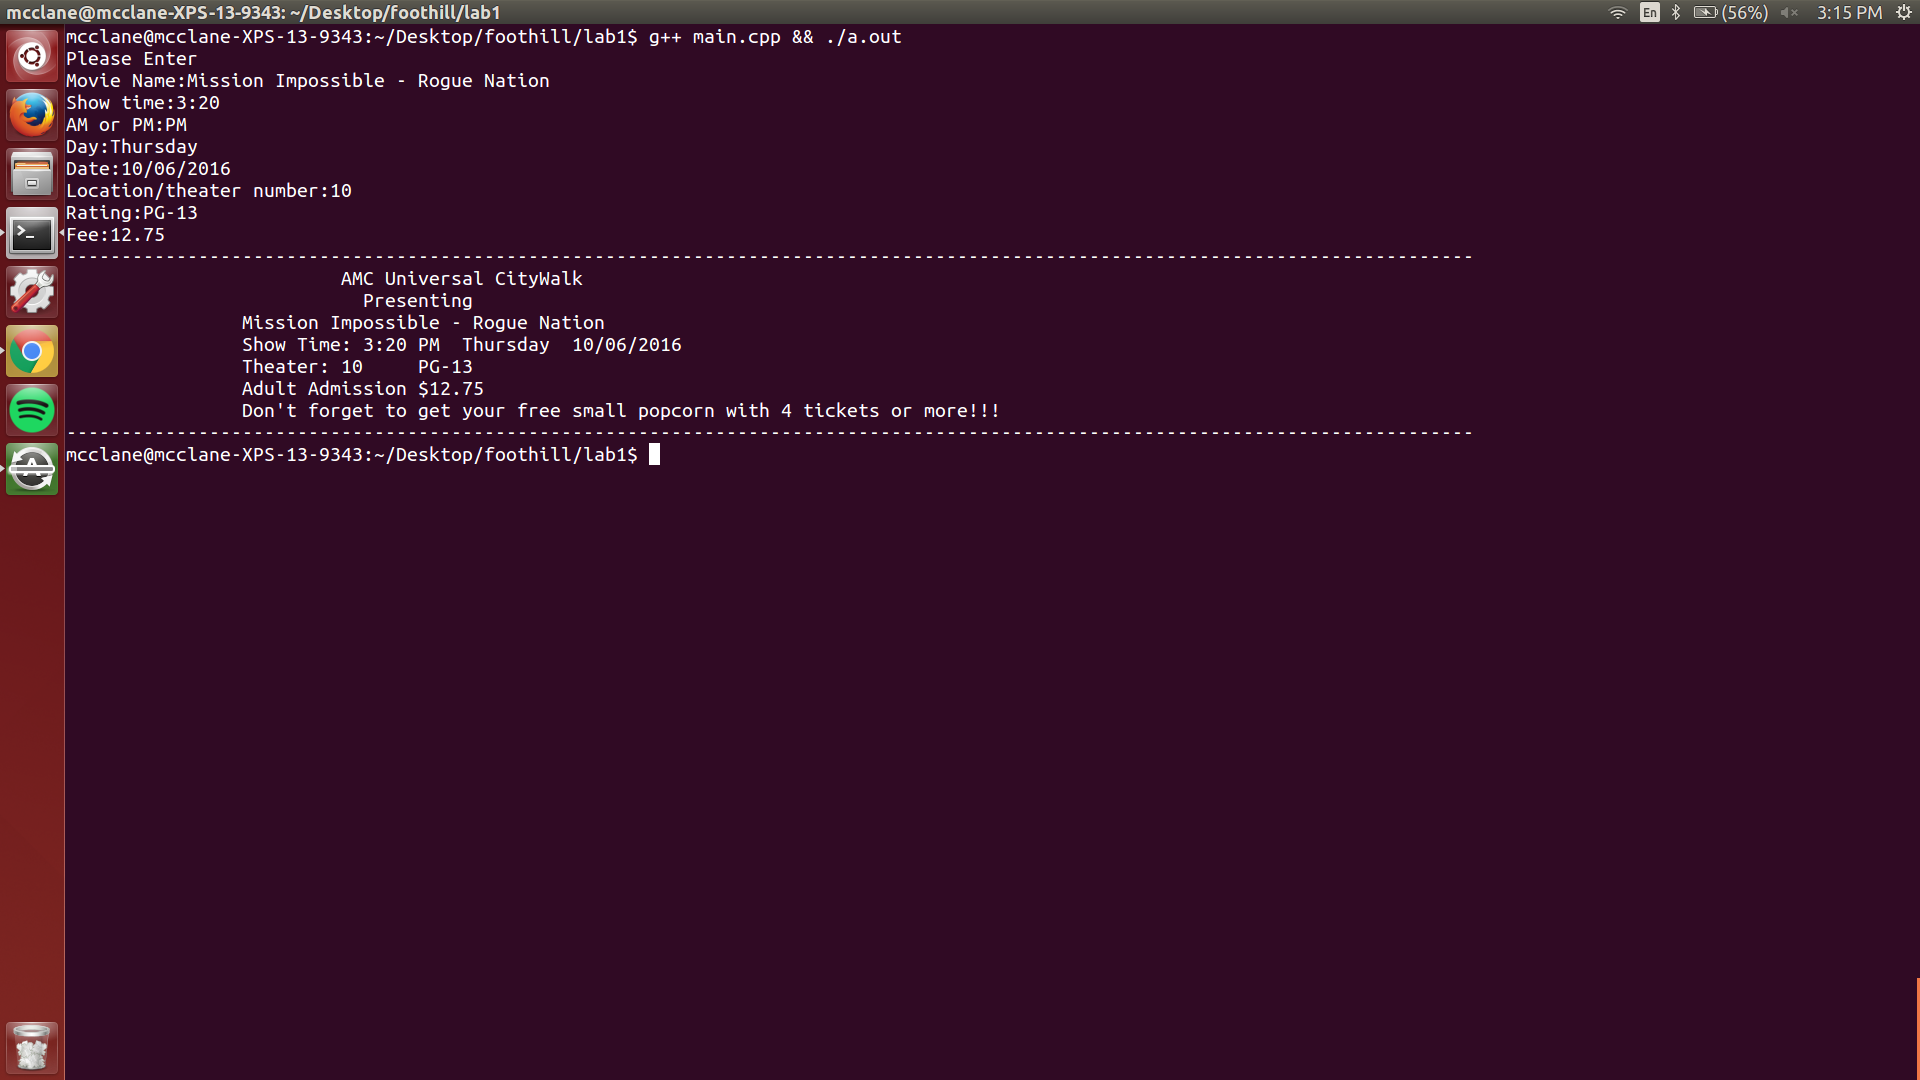 mcclane@mcclane-XPS-13-9343: ~/Desktop/foothill/lab1
En (56%) 3:15 PM
mcclane@mcclane-XPS-13-9343:~/Desktop/foothill/lab1$ g++ main.cpp && ./a.out
Please Enter
Movie Name:Mission Impossible - Rogue Nation
Show time:3:20
AM or PM:PM
Day:Thursday
Date:10/06/2016
Location/theater number:10
Rating:PG-13
Fee:12.75
--------------------------------------------------------------------------------------------------------------------------------
AMC Universal CityWalk
Presenting
Mission Impossible - Rogue Nation
Show Time: 3:20 PM  Thursday  10/06/2016
Theater: 10     PG-13
Adult Admission $12.75
Don't forget to get your free small popcorn with 4 tickets or more!!!
--------------------------------------------------------------------------------------------------------------------------------
mcclane@mcclane-XPS-13-9343:~/Desktop/foothill/lab1$